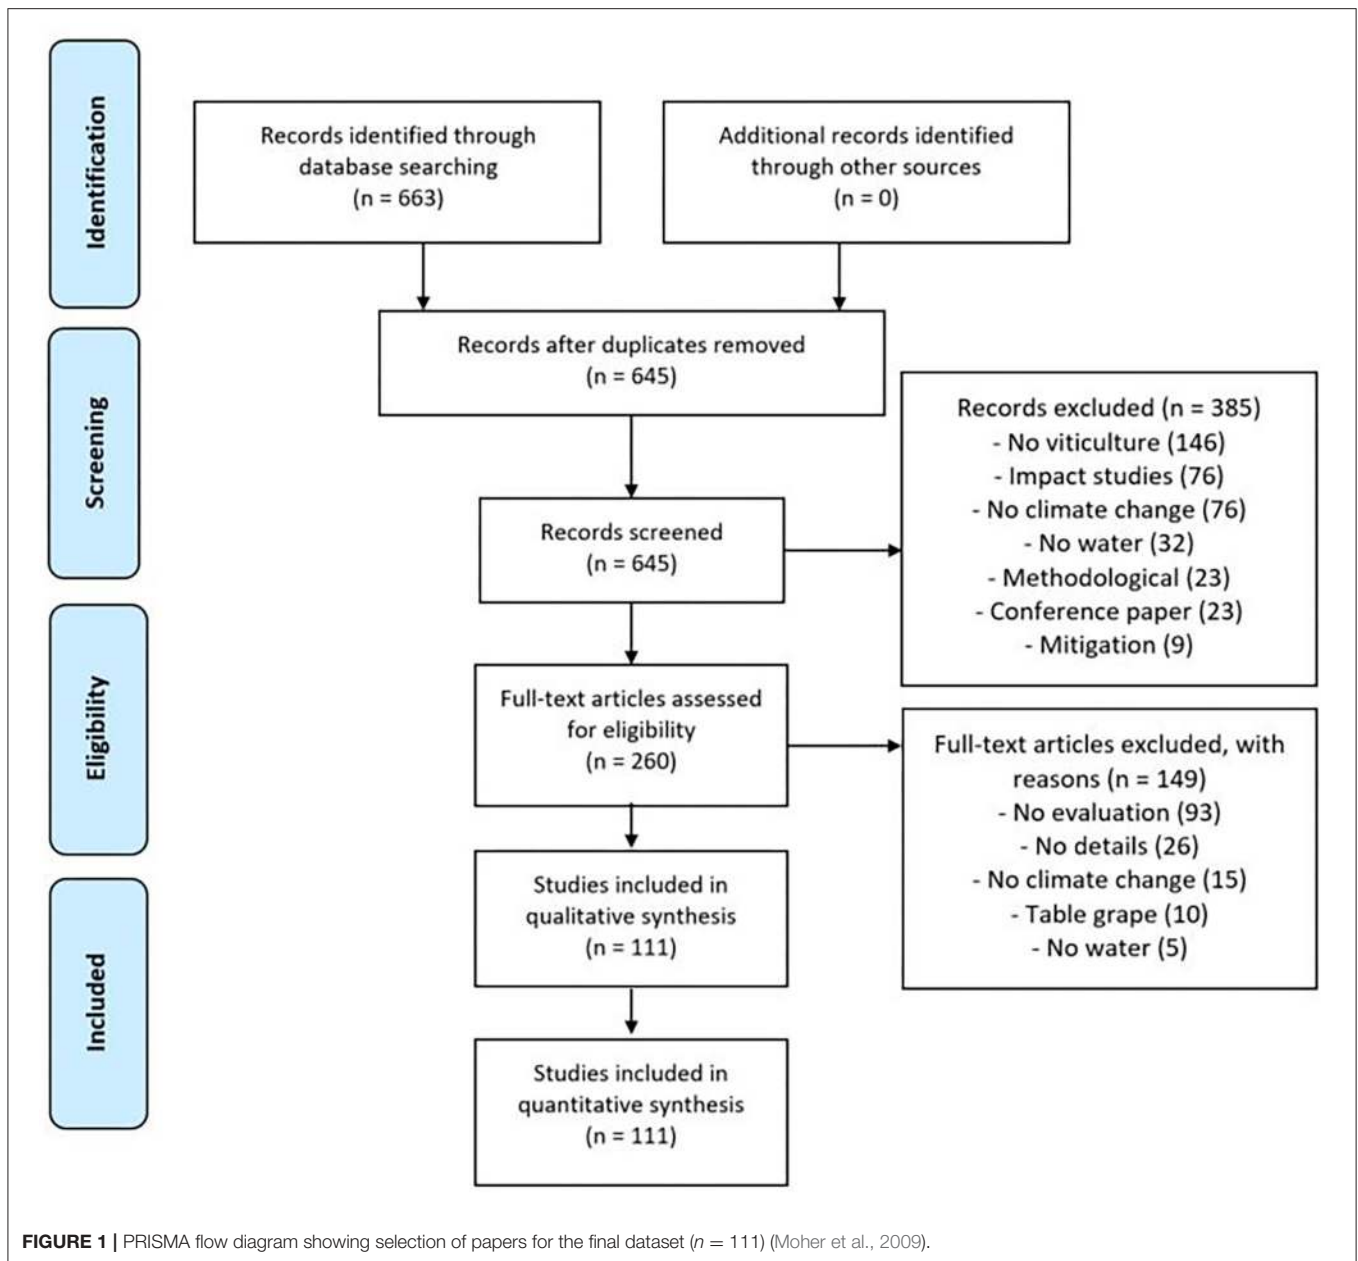 Identification
Records identified through
database searching
(n = 663)
Additional records identified
through other sources
(n = 0)
Screening
Records after duplicates removed
(n = 645)
Records screened
(n = 645)
Records excluded (n = 385)
- No viticulture (146)
- Impact studies (76)
- No climate change (76)
- No water (32)
- Methodological (23)
- Conference paper (23)
- Mitigation (9)
Eligibility
Full-text articles assessed
for eligibility
(n = 260)
Full-text articles excluded, with
reasons (n = 149)
- No evaluation (93)
- No details (26)
- No climate change (15)
- Table grape (10)
- No water (5)
Included
Studies included in
qualitative synthesis
(n = 111)
Studies included in
quantitative synthesis
(n = 111)
FIGURE 1 | PRISMA flow diagram showing selection of papers for the final dataset (n = 111) (Moher et al., 2009).